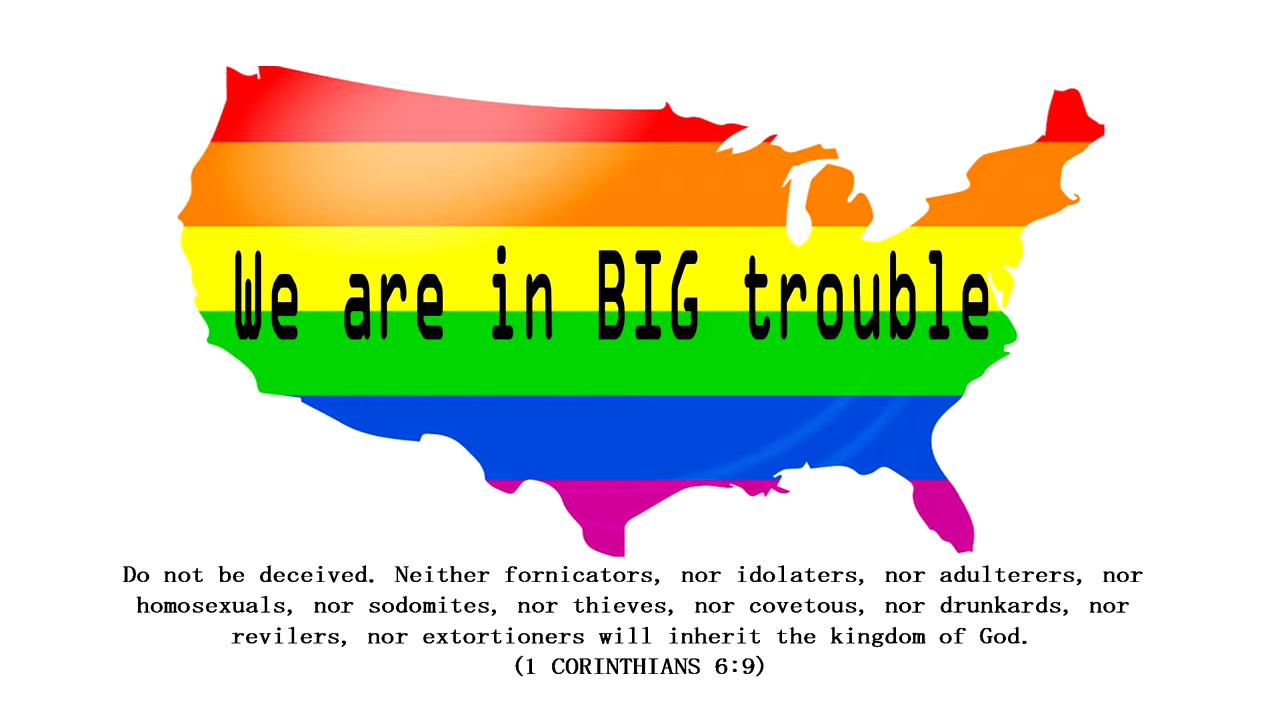 We are in BIG trouble
Do not be deceived. Neither fornicators, nor idolaters, nor adulterers, nor
homosexuals, nor sodomites, nor thieves, nor covetous, nor drunkards, nor
revilers, nor extortioners will inherit the kingdom of God.
(1 CORINTHIANS 6:9)